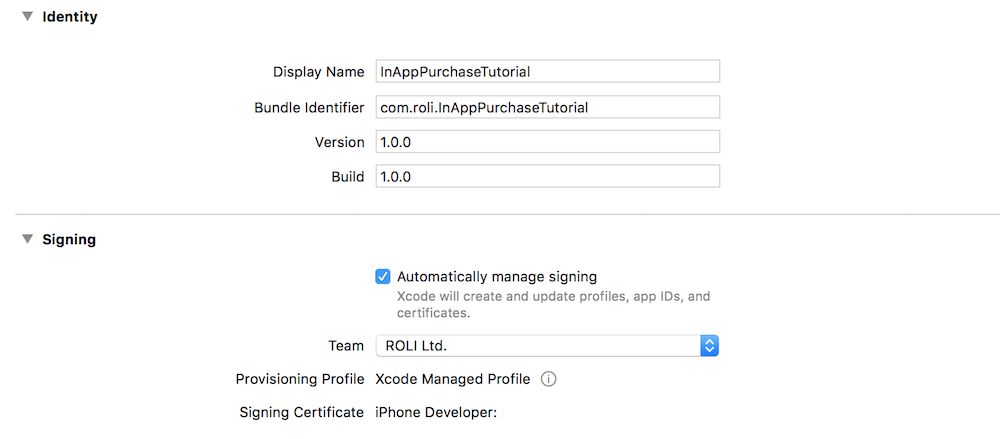 Identity
Display Name InAppPurchaseTutorial
Bundle Identifier com.roli.InAppPurchaseTutorial
Version 1.0.0
Build 1.0.0
Signing
Automatically manage signing
Xcode will create and update profiles, app IDs, and
certificates.
Team ROLI Ltd.
Provisioning Profile Xcode Managed Profile
Signing Certificate iPhone Developer: